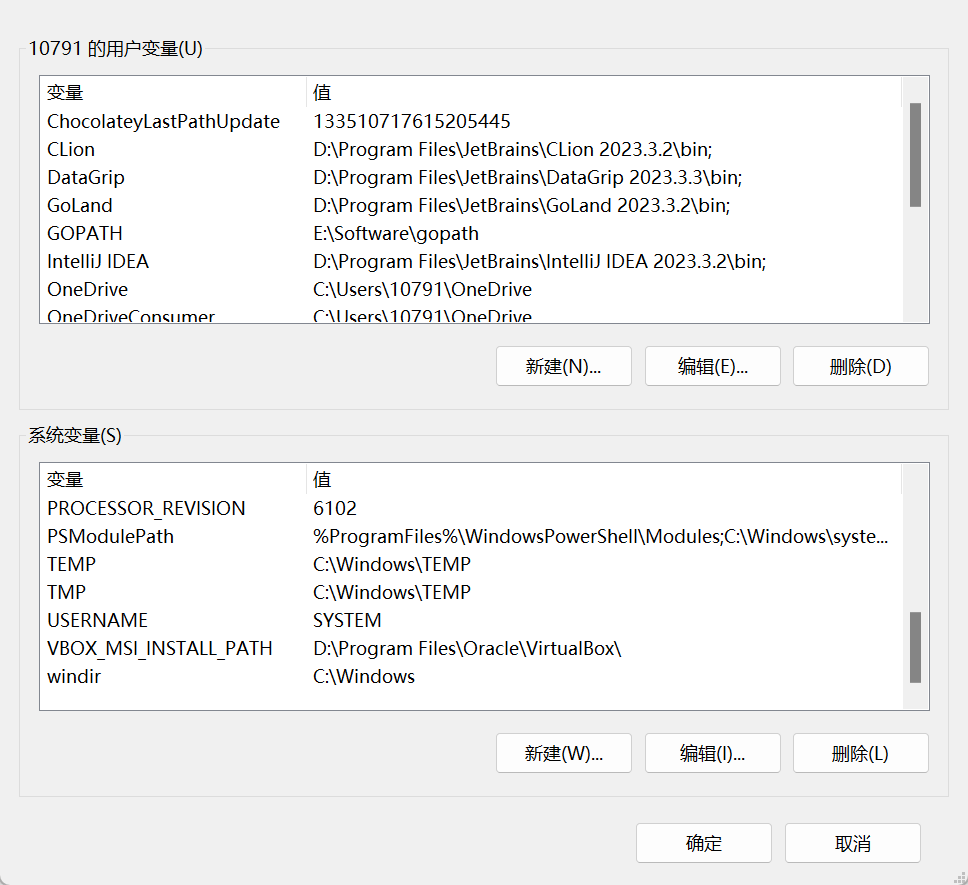 10791 的用户变量(U)
变量 值
ChocolateyLastPathUpdate 133510717615205445
CLion D:\Program Files\JetBrains\CLion 2023.3.2\bin;
DataGrip D:\Program Files\JetBrains\DataGrip 2023.3.3\bin;
GoLand D:\Program Files\JetBrains\GoLand 2023.3.2\bin;
GOPATH E:\Software\gopath
IntelliJ IDEA D:\Program Files\JetBrains\IntelliJ IDEA 2023.3.2\bin;
OneDrive C:\Users\10791\OneDrive
OneDriveConsumer C:\Users\10791\OneDrive
新建(N)... 编辑(E)... 删除(D)
系统变量(S)
变量 值
PROCESSOR_REVISION 6102
PSModulePath %ProgramFiles%\WindowsPowerShell\Modules;C:\Windows\syste...
TEMP C:\Windows\TEMP
TMP C:\Windows\TEMP
USERNAME SYSTEM
VBOX_MSI_INSTALL_PATH D:\Program Files\Oracle\VirtualBox\
windir C:\Windows
新建(W)... 编辑(I)... 删除(L)
确定 取消